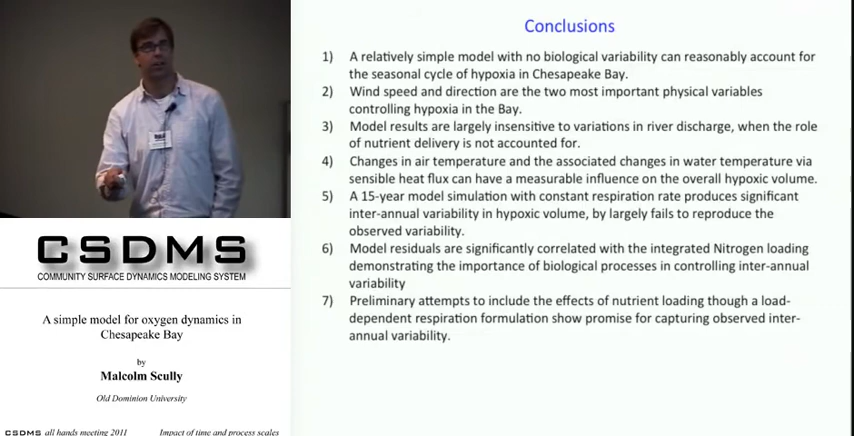 Conclusions
1) A relatively simple model with no biological variability can reasonably account for
the seasonal cycle of hypoxia in Chesapeake Bay.
2) Wind speed and direction are the two most important physical variables
controlling hypoxia in the Bay.
3) Model results are largely insensitive to variations in river discharge, when the role
of nutrient delivery is not accounted for.
4) Changes in air temperature and the associated changes in water temperature via
sensible heat flux can have a measurable influence on the overall hypoxic volume.
5) A 15-year model simulation with constant respiration rate produces significant
inter-annual variability in hypoxic volume, by largely fails to reproduce the
observed variability.
6) Model residuals are significantly correlated with the integrated Nitrogen loading
demonstrating the importance of biological processes in controlling inter-annual
variability
7) Preliminary attempts to include the effects of nutrient loading though a load-
dependent respiration formulation show promise for capturing observed inter-
annual variability.
CSDMS
COMMUNITY SURFACE DYNAMICS MODELING SYSTEM
A simple model for oxygen dynamics in
Chesapeake Bay
by
Malcolm Scully
Old Dominion University
CSDMS all hands meeting 2011 Impact of time and process scales